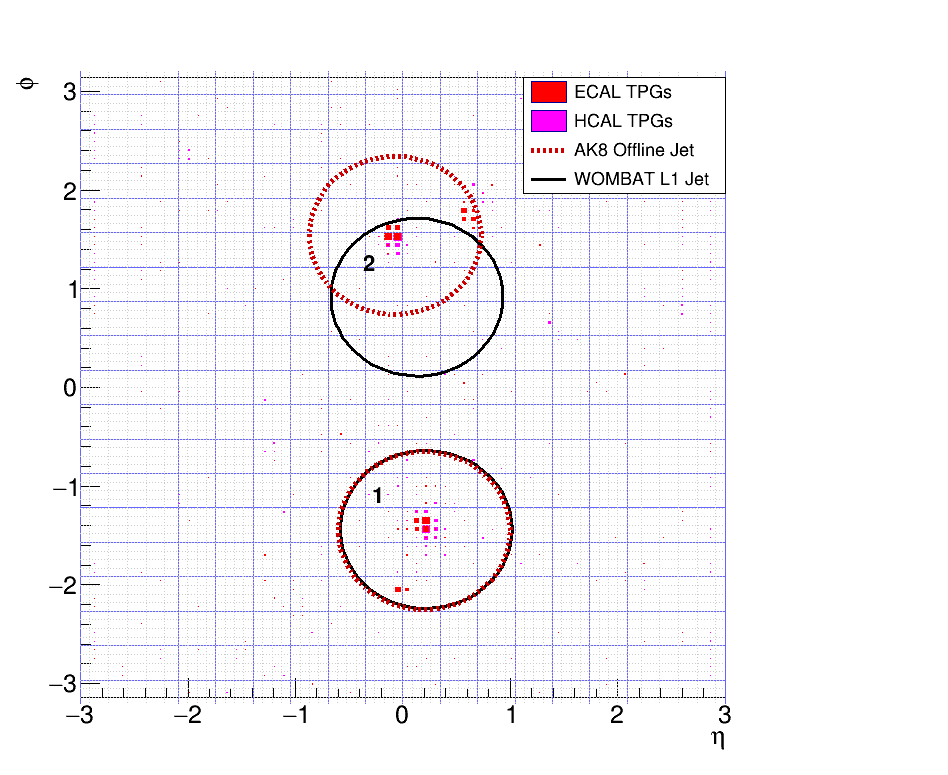 φ
3
2
1
0
−1
−2
−3
ECAL TPGs
HCAL TPGs
AK8 Offline Jet
WOMBAT L1 Jet
2
1
−3 −2 −1 0 1 2 3
η